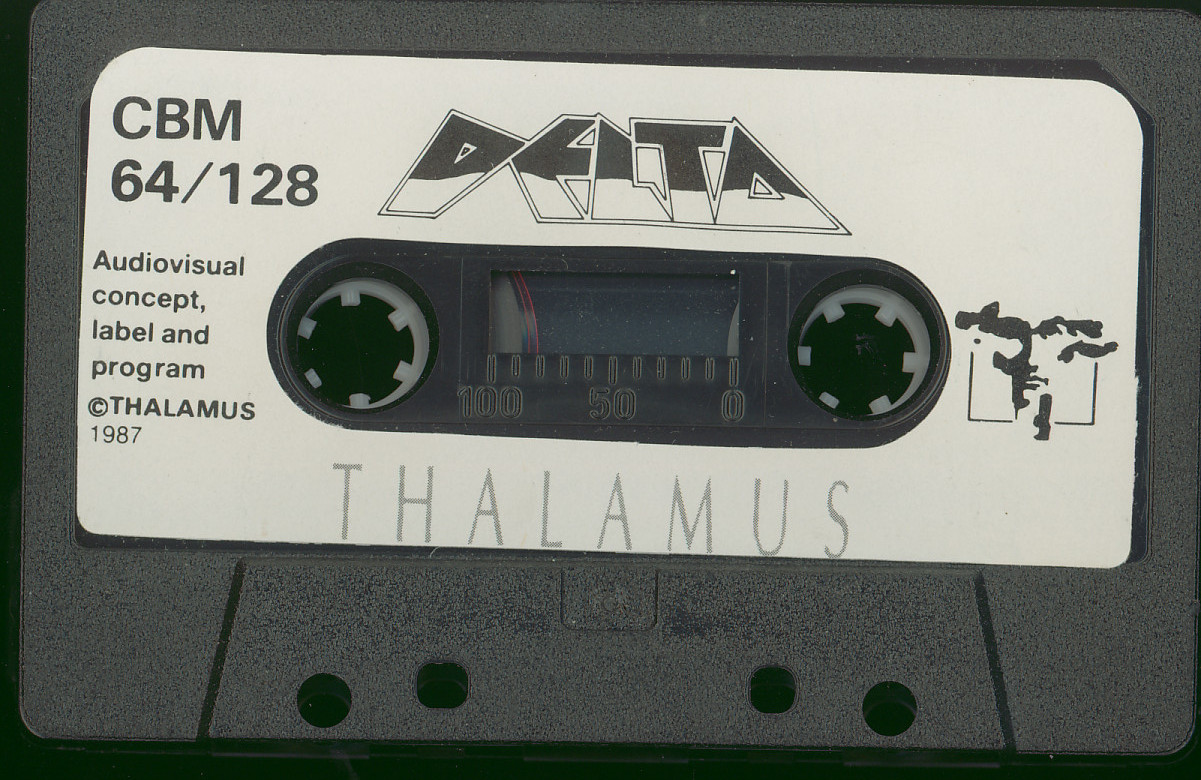 CBM
64/128
DELTA
Audiovisual
concept,
label and
program
©THALAMUS
1987
100 50 0
THALAMUS